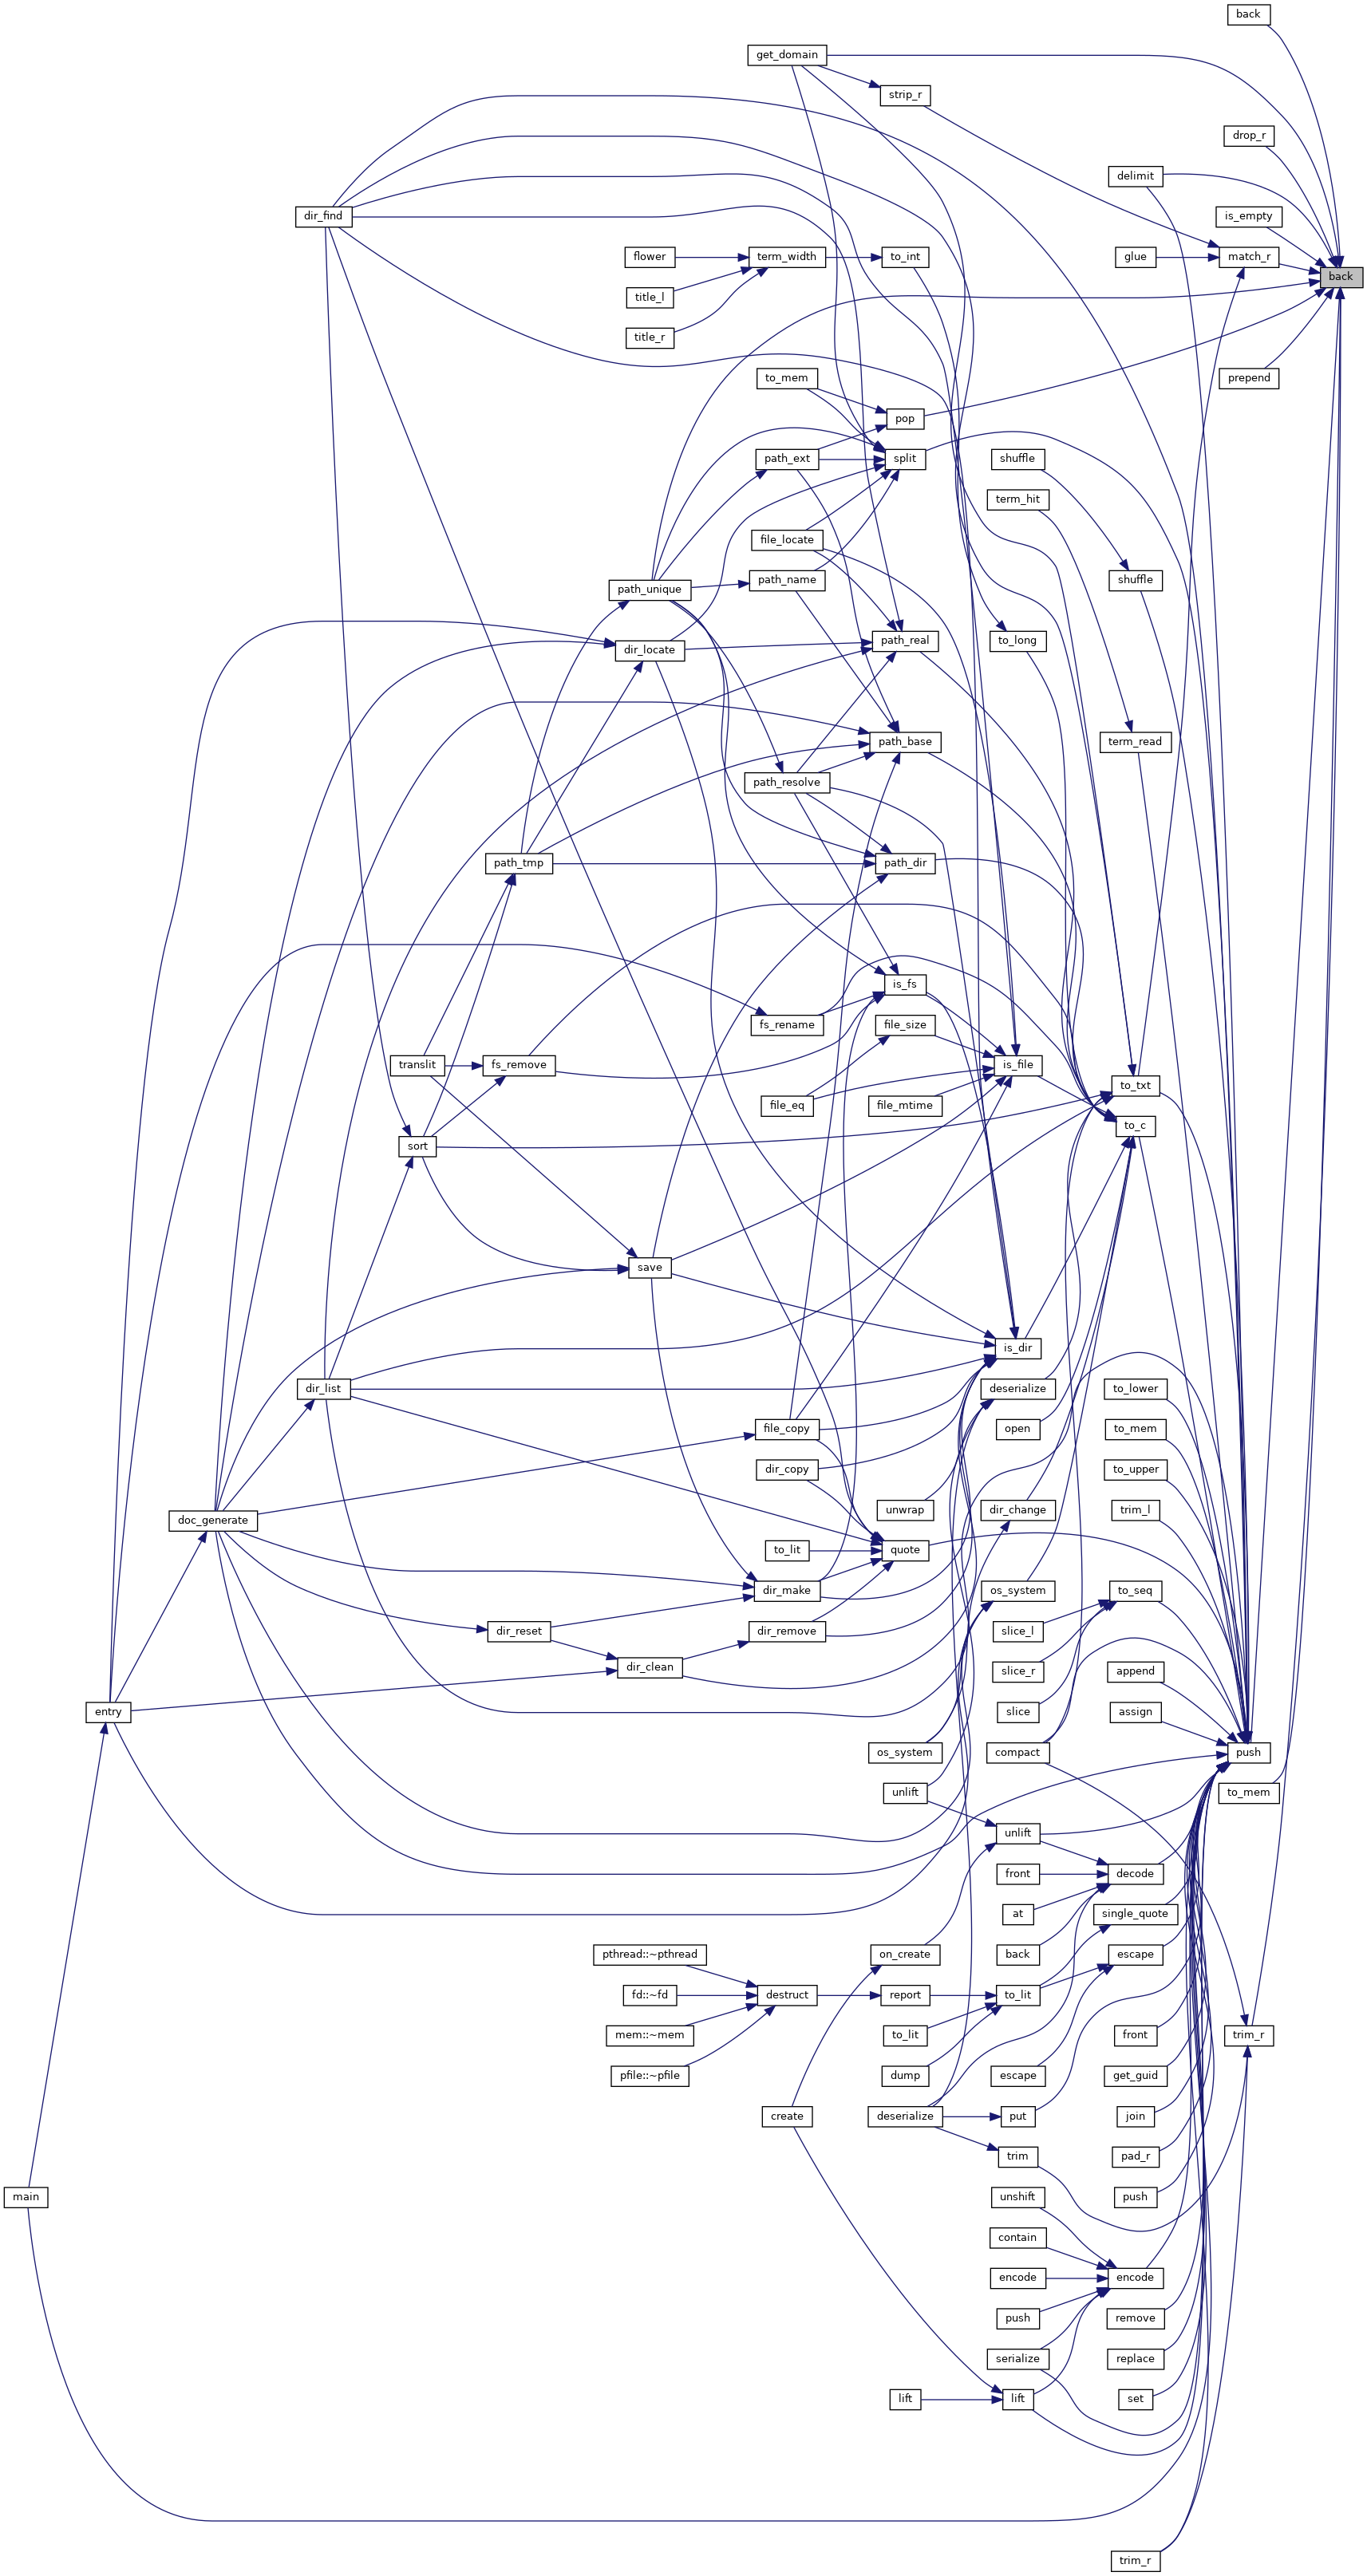 back
get_domain
strip_r
drop_r
delimit
dir_find
is_empty
flower
term_width
to_int
glue
match_r
back
title_l
title_r
to_mem
prepend
pop
path_ext
split
shuffle
term_hit
file_locate
path_unique
path_name
shuffle
dir_locate
path_real
to_long
path_base
term_read
path_resolve
path_tmp
path_dir
is_fs
fs_rename
file_size
translit
fs_remove
is_file
to_txt
file_eq
file_mtime
to_c
sort
save
is_dir
dir_list
deserialize
to_lower
file_copy
open
to_mem
dir_copy
to_upper
unwrap
dir_change
trim_l
doc_generate
to_lit
quote
dir_make
os_system
to_seq
dir_reset
dir_remove
slice_l
dir_clean
slice_r
append
entry
slice
assign
os_system
compact
push
unlift
to_mem
unlift
front
decode
at
single_quote
pthread::~pthread
on_create
back
escape
fd::~fd
destruct
report
to_lit
mem::~mem
to_lit
front
trim_r
pfile::~pfile
dump
escape
get_guid
create
deserialize
put
join
trim
pad_r
main
unshift
push
contain
encode
encode
push
remove
serialize
replace
lift
lift
set
trim_r